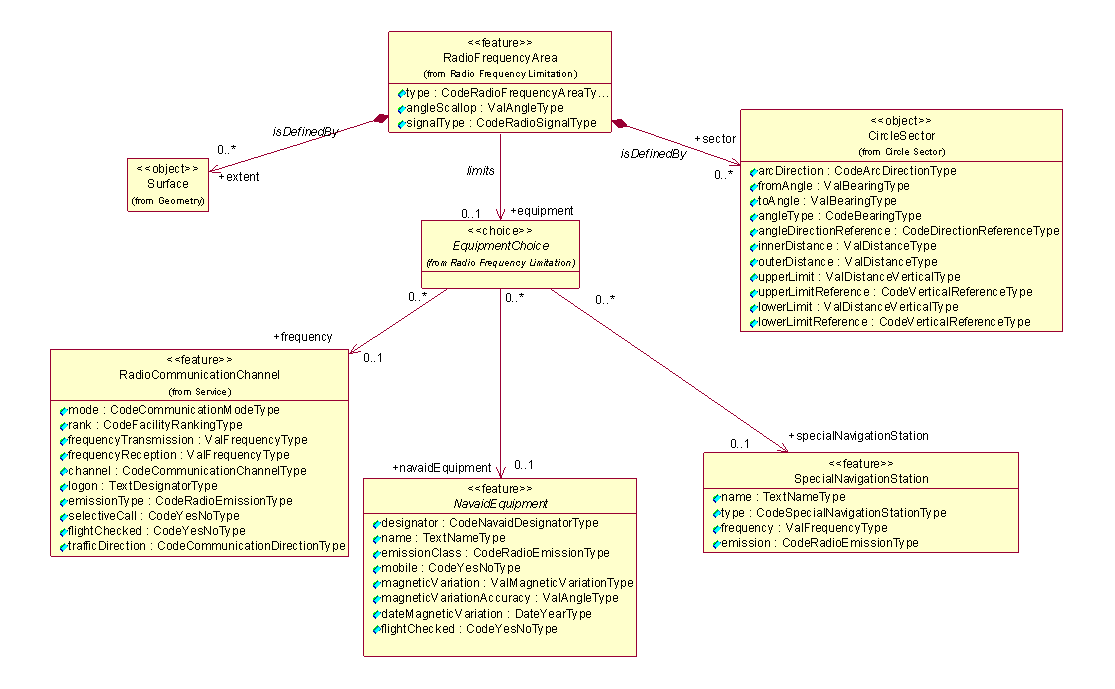 <<feature>>
RadioFrequencyArea
(from Radio Frequency Limitation)
type : CodeRadioFrequencyAreaTy...
angleScallop : ValAngleType
signalType : CodeRadioSignalType
isDefinedBy
0..*
+extent
<<object>>
Surface
(from Geometry)
limits
0..1
+equipment
+sector
isDefinedBy
0..*
<<object>>
CircleSector
(from Circle Sector)
arcDirection : CodeArcDirectionType
fromAngle : ValBearingType
toAngle : ValBearingType
angleType : CodeBearingType
angleDirectionReference : CodeDirectionReferenceType
innerDistance : ValDistanceType
outerDistance : ValDistanceType
upperLimit : ValDistanceVerticalType
upperLimitReference : CodeVerticalReferenceType
lowerLimit : ValDistanceVerticalType
lowerLimitReference : CodeVerticalReferenceType
<<choice>>
EquipmentChoice
(from Radio Frequency Limitation)
0..*
0..*
0..*
+frequency
0..1
<<feature>>
RadioCommunicationChannel
(from Service)
mode : CodeCommunicationModeType
rank : CodeFacilityRankingType
frequencyTransmission : ValFrequencyType
frequencyReception : ValFrequencyType
channel : CodeCommunicationChannelType
logon : TextDesignatorType
emissionType : CodeRadioEmissionType
selectiveCall : CodeYesNoType
flightChecked : CodeYesNoType
trafficDirection : CodeCommunicationDirectionType
+navaidEquipment
0..1
<<feature>>
NavaidEquipment
designator : CodeNavaidDesignatorType
name : TextNameType
emissionClass : CodeRadioEmissionType
mobile : CodeYesNoType
magneticVariation : ValMagneticVariationType
magneticVariationAccuracy : ValAngleType
dateMagneticVariation : DateYearType
flightChecked : CodeYesNoType
+specialNavigationStation
0..1
<<feature>>
SpecialNavigationStation
name : TextNameType
type : CodeSpecialNavigationStationType
frequency : ValFrequencyType
emission : CodeRadioEmissionType